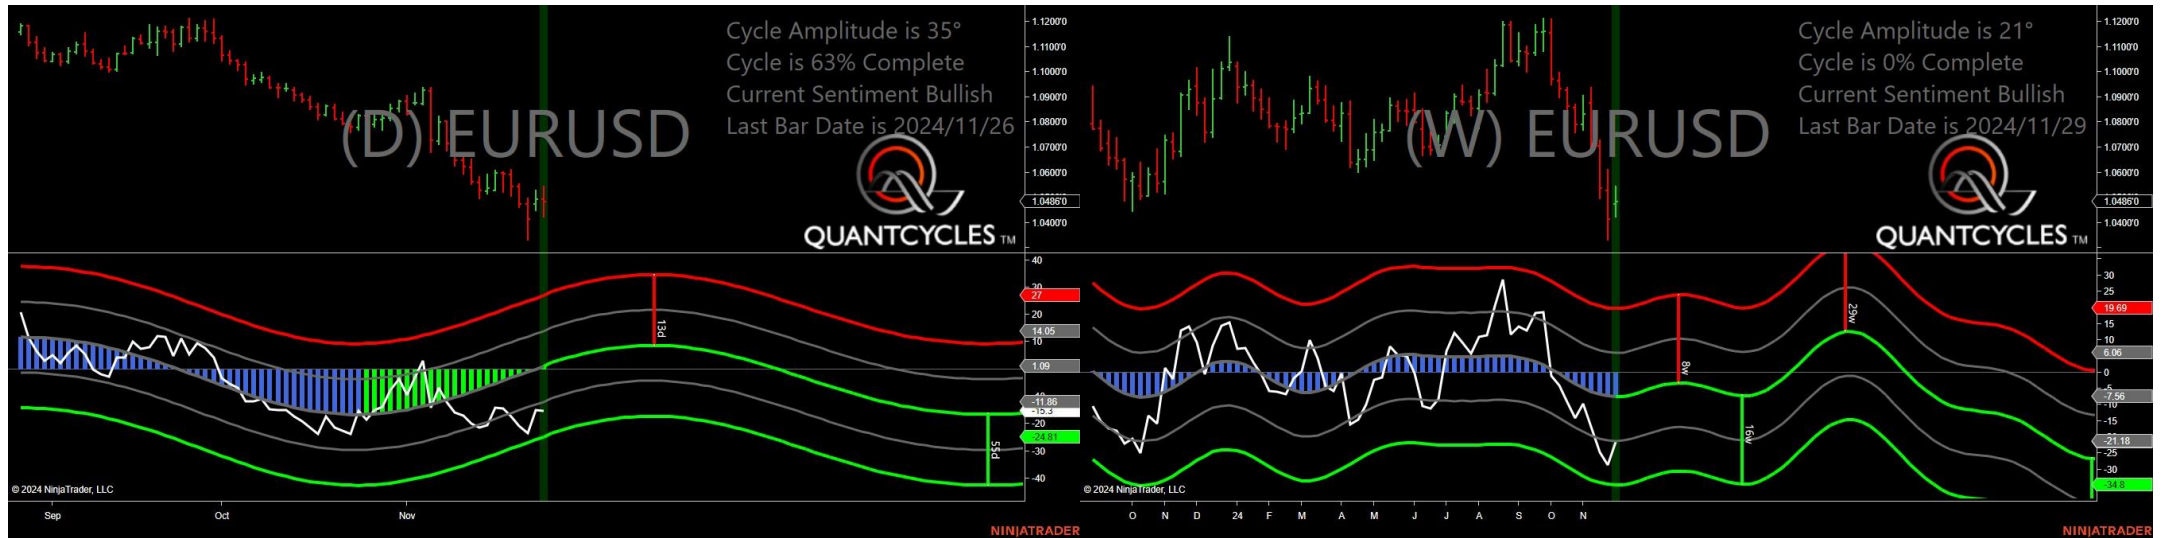 Cycle Amplitude is 35°
Cycle is 63% Complete
Current Sentiment Bullish
Last Bar Date is 2024/11/26
(D) EURUSD
QUANTCYCLES TM
1.1200'0
1.1100'0
1.1000'0
1.0900'0
1.0800'0
1.0700'0
1.0600'0
1.0486'0
1.0400'0
40
27
20
14.05
10
1.09
-11.86
-15.3
-20
-24.81
-30
-40
13d
55d
© 2024 NinjaTrader, LLC
Sep Oct Nov
NINJATRADER
Cycle Amplitude is 21°
Cycle is 0% Complete
Current Sentiment Bullish
Last Bar Date is 2024/11/29
(W) EURUSD
QUANTCYCLES TM
1.1200'0
1.1100'0
1.1000'0
1.0900'0
1.0800'0
1.0700'0
1.0600'0
1.0486'0
1.0400'0
30
25
19.69
15
10
6.06
0
-5
-7.56
-10
-15
-21.18
-25
-30
-34.8
8w
16w
29w
© 2024 NinjaTrader, LLC
O N D 24 F M A M J J A S O N
NINJATRADER